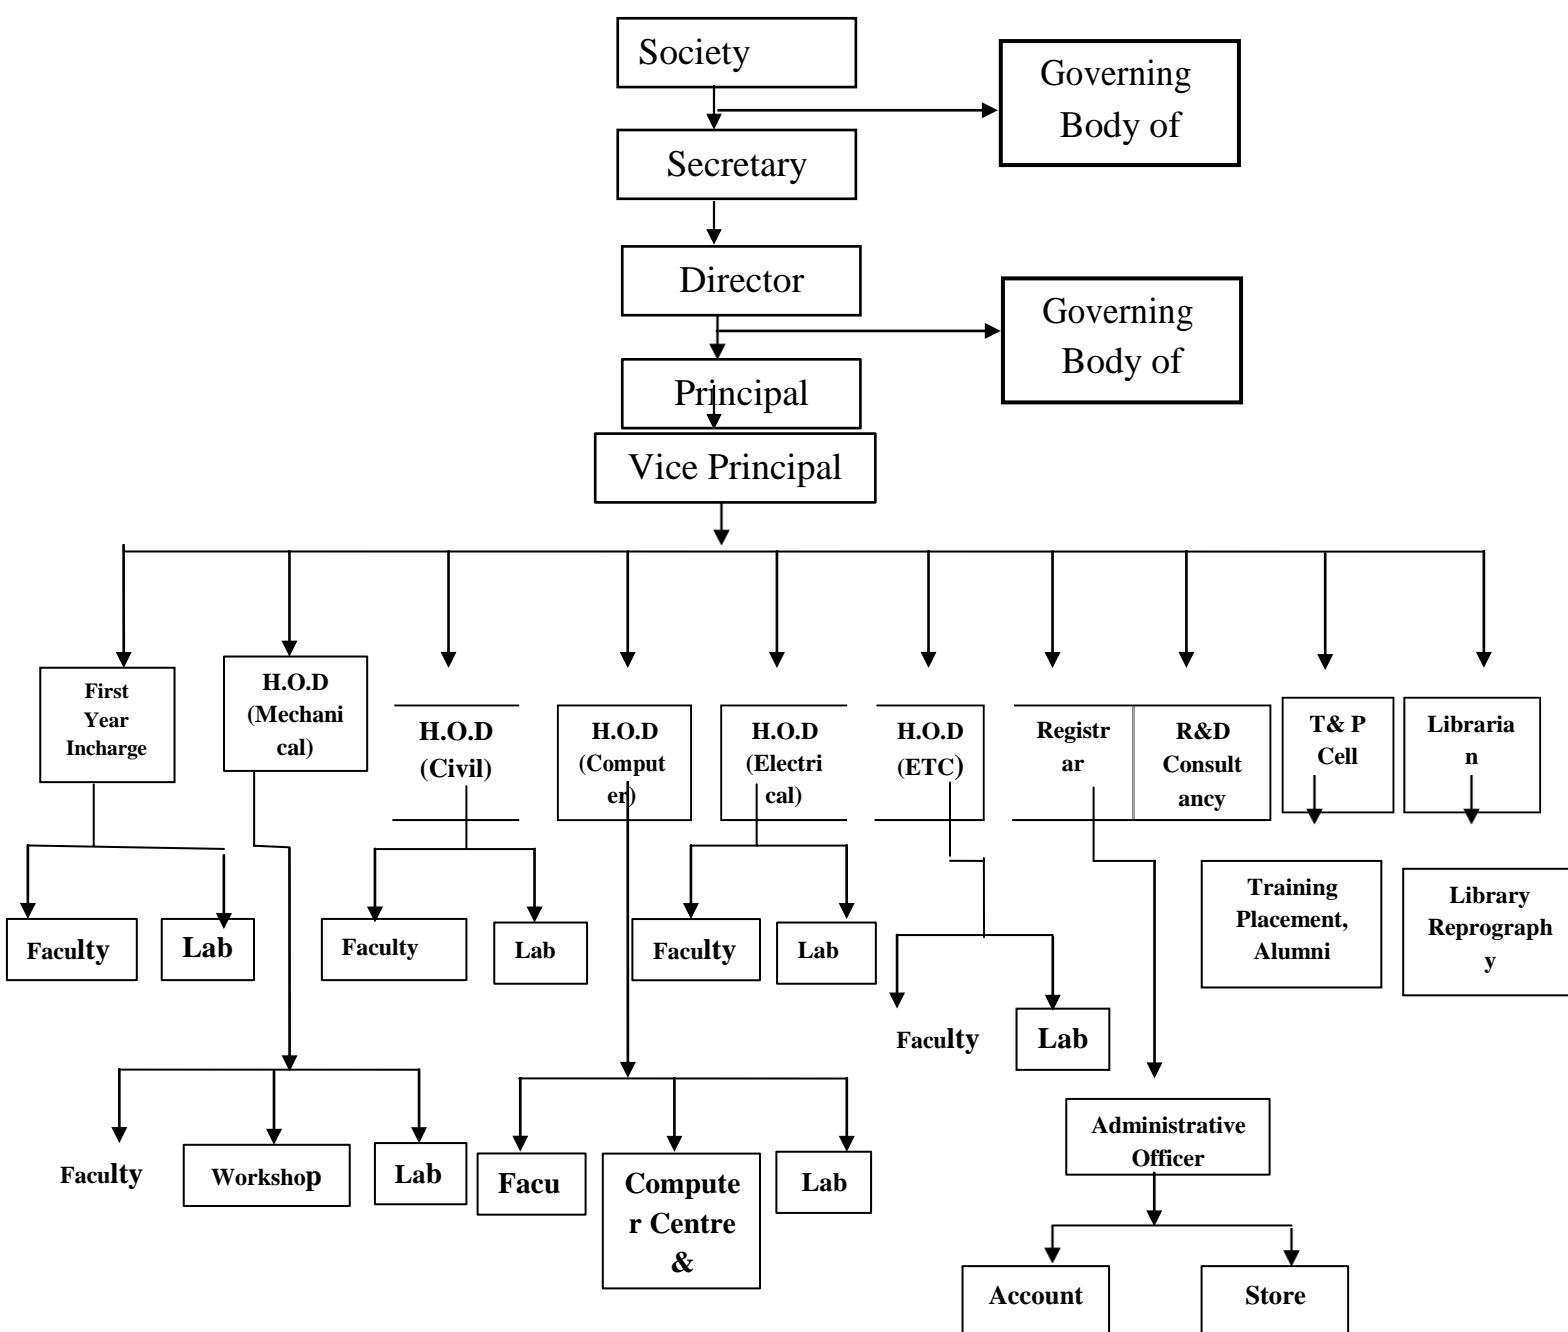 Society
Governing
Body of
Secretary
Director
Governing
Body of
Principal
Vice Principal
First
Year
Incharge
H.O.D
(Mechani
cal)
H.O.D
(Civil)
H.O.D
(Comput
er)
H.O.D
(Electri
cal)
H.O.D
(ETC)
Registr
ar
R&D
Consult
ancy
T& P
Cell
Libraria
n
Faculty
Lab
Faculty
Lab
Faculty
Lab
Training
Placement,
Alumni
Library
Reprograph
y
Faculty
Lab
Faculty
Workshop
Lab
Facu
Compute
r Centre
&
Lab
Administrative
Officer
Account
Store